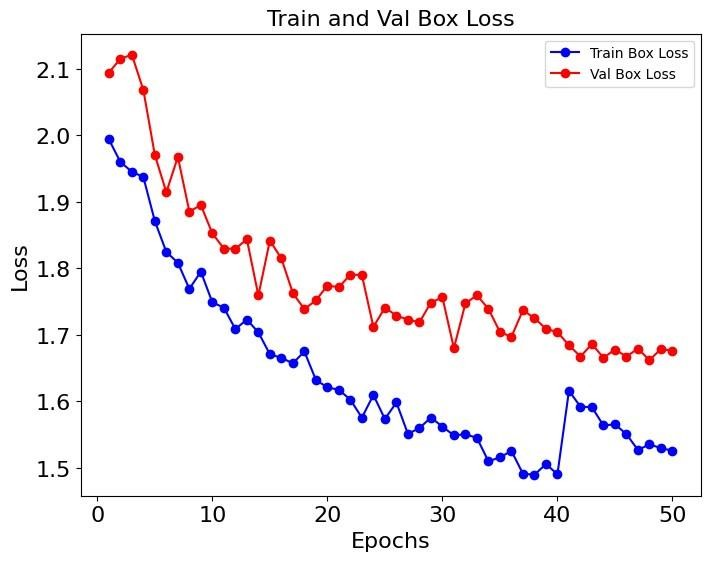 Train and Val Box Loss
Train Box Loss
Val Box Loss
2.1
2.0
1.9
1.8
1.7
1.6
1.5
Loss
0 10 20 30 40 50
Epochs